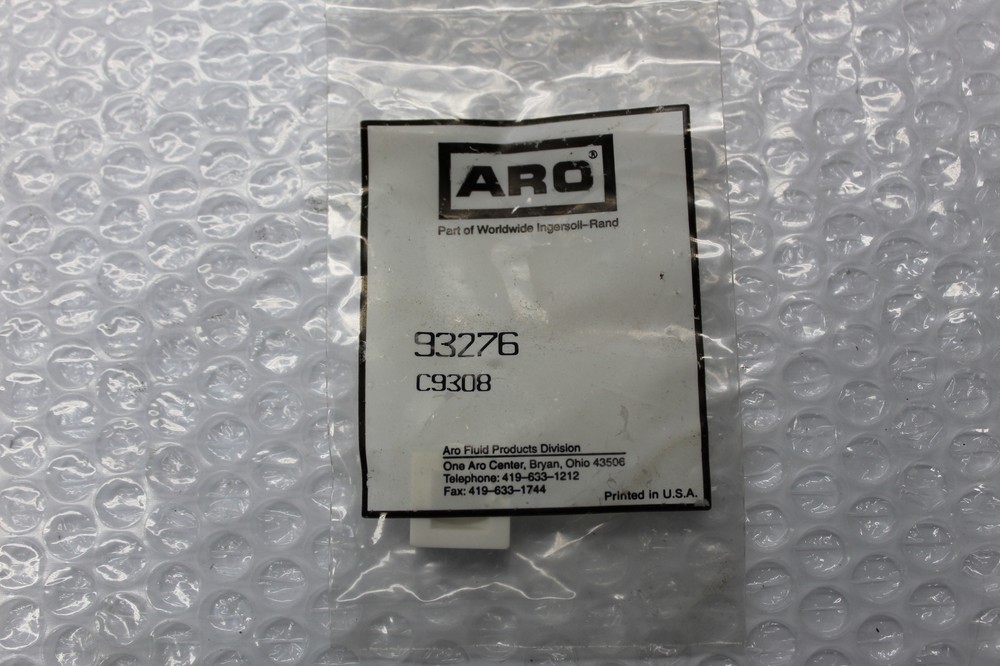 ARO®
Part of Worldwide Ingersoll-Rand
93276
C9308
Aro Fluid Products Division
One Aro Center, Bryan, Ohio 43506
Telephone: 419-633-1212
Fax: 419-633-1744
Printed in U.S.A.